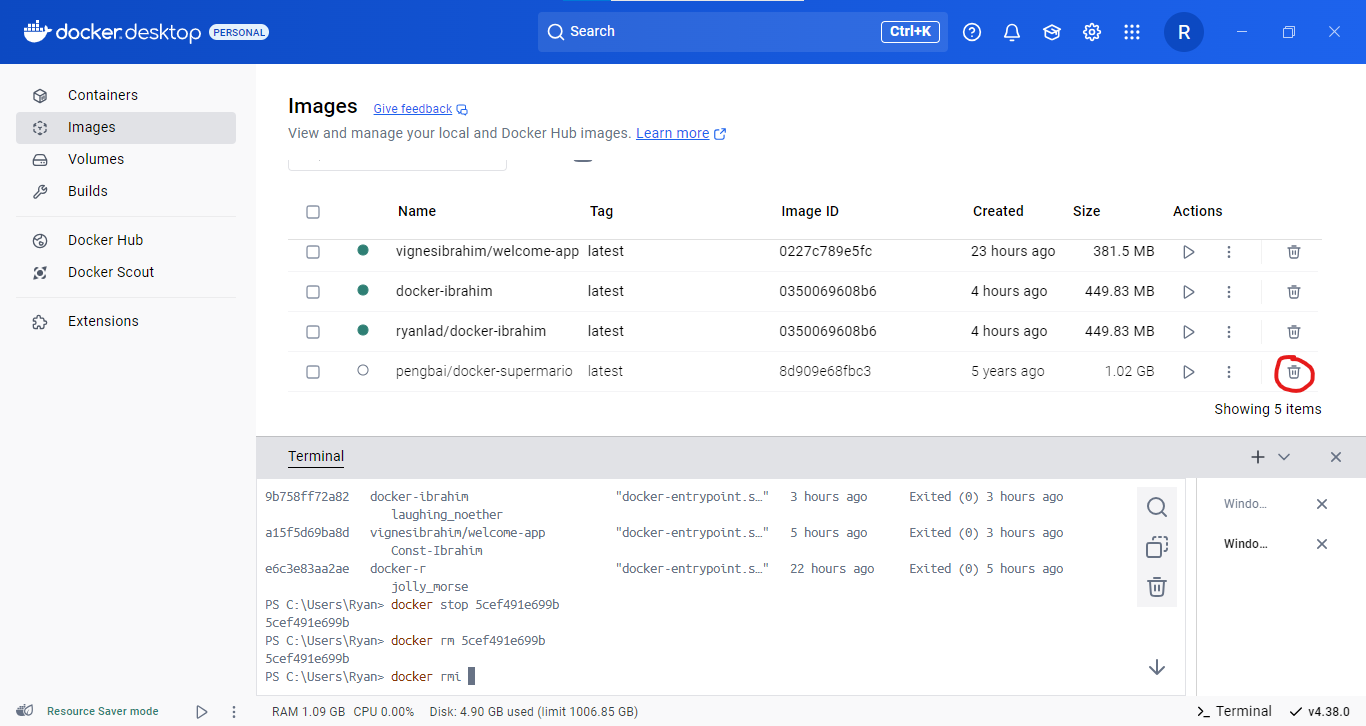 docker.desktop PERSONAL
Search
Ctrl+K
R
Containers
Images
Volumes
Builds
Docker Hub
Docker Scout
Extensions
Images Give feedback
View and manage your local and Docker Hub images. Learn more
Name Tag Image ID Created Size Actions
vignesibrahim/welcome-app latest 0227c789e5fc 23 hours ago 381.5 MB
docker-ibrahim latest 0350069608b6 4 hours ago 449.83 MB
ryanlad/docker-ibrahim latest 0350069608b6 4 hours ago 449.83 MB
pengbai/docker-supermario latest 8d909e68fbc3 5 years ago 1.02 GB
Showing 5 items
Terminal
9b758ff72a82 docker-ibrahim "docker-entrypoint.s…" 3 hours ago Exited (0) 3 hours ago
laughing_noether
a15f5d69ba8d vignesibrahim/welcome-app "docker-entrypoint.s…" 5 hours ago Exited (0) 3 hours ago
Const-Ibrahim
e6c3e83aa2ae docker-r "docker-entrypoint.s…" 22 hours ago Exited (0) 5 hours ago
jolly_morse
PS C:\Users\Ryan> docker stop 5cef491e699b
5cef491e699b
PS C:\Users\Ryan> docker rm 5cef491e699b
5cef491e699b
PS C:\Users\Ryan> docker rmi
Windo...
Windo...
Resource Saver mode
RAM 1.09 GB CPU 0.00% Disk: 4.90 GB used (limit 1006.85 GB)
Terminal
v4.38.0